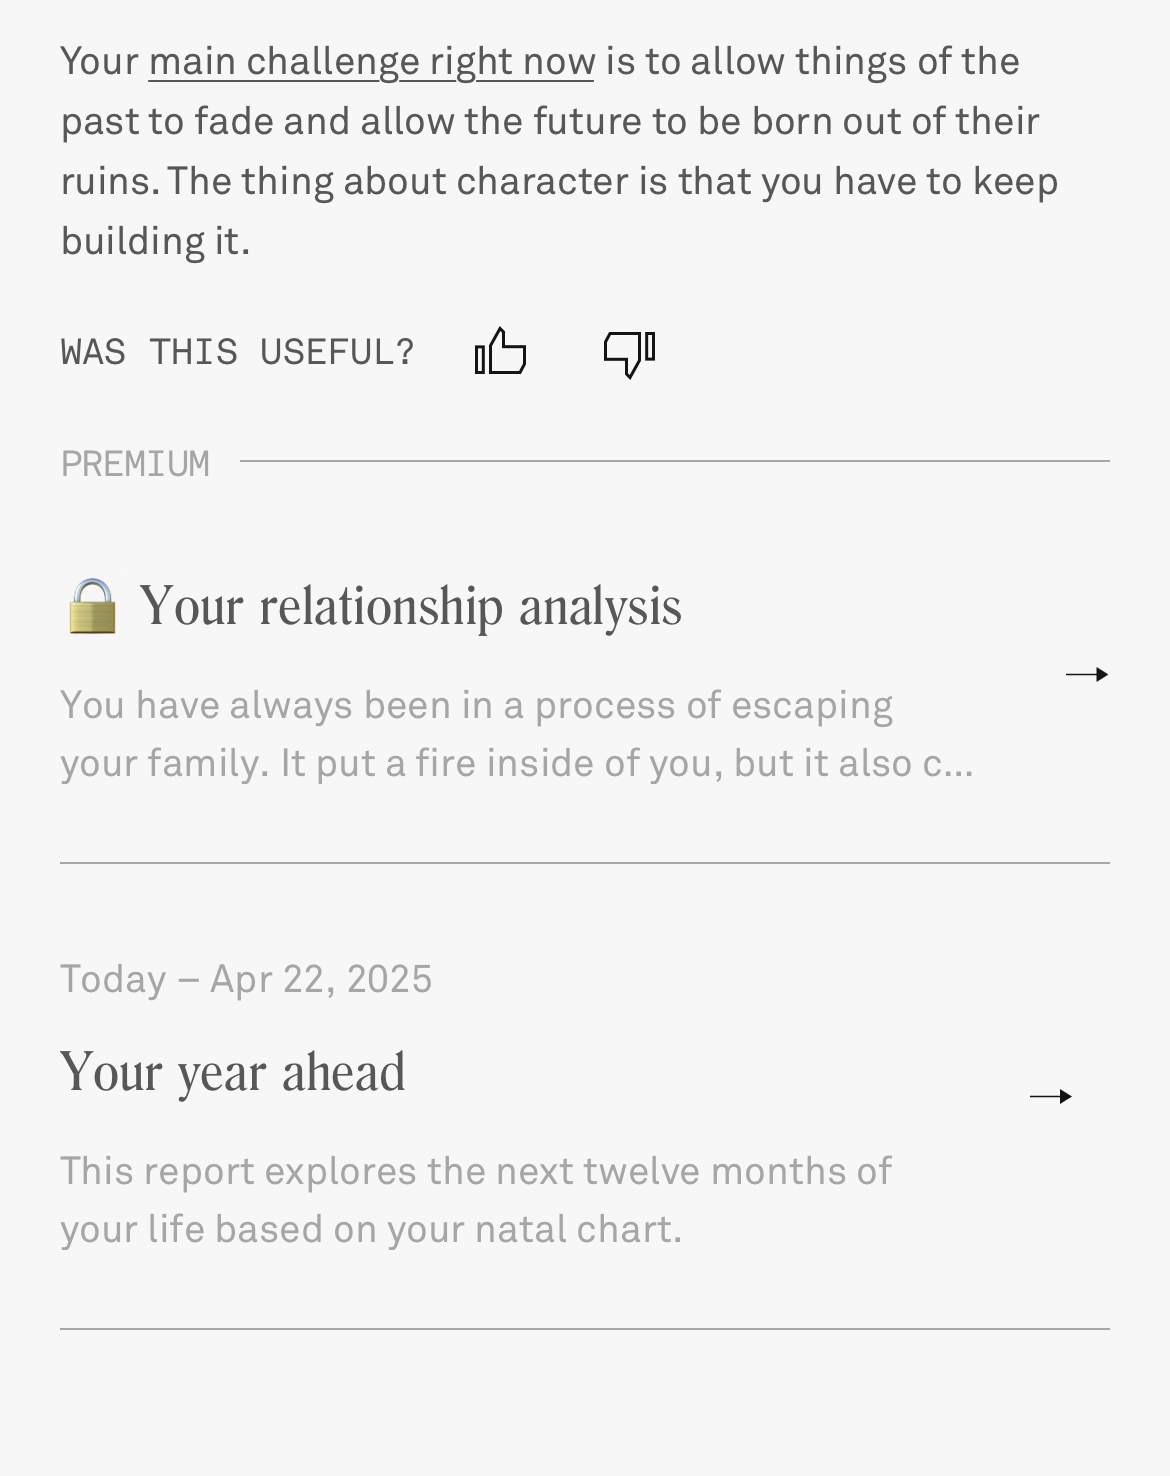 Your main challenge right now is to allow things of the
past to fade and allow the future to be born out of their
ruins. The thing about character is that you have to keep
building it.
WAS THIS USEFUL?
PREMIUM
Your relationship analysis
You have always been in a process of escaping
your family. It put a fire inside of you, but it also c...
Today – Apr 22, 2025
Your year ahead
This report explores the next twelve months of
your life based on your natal chart.